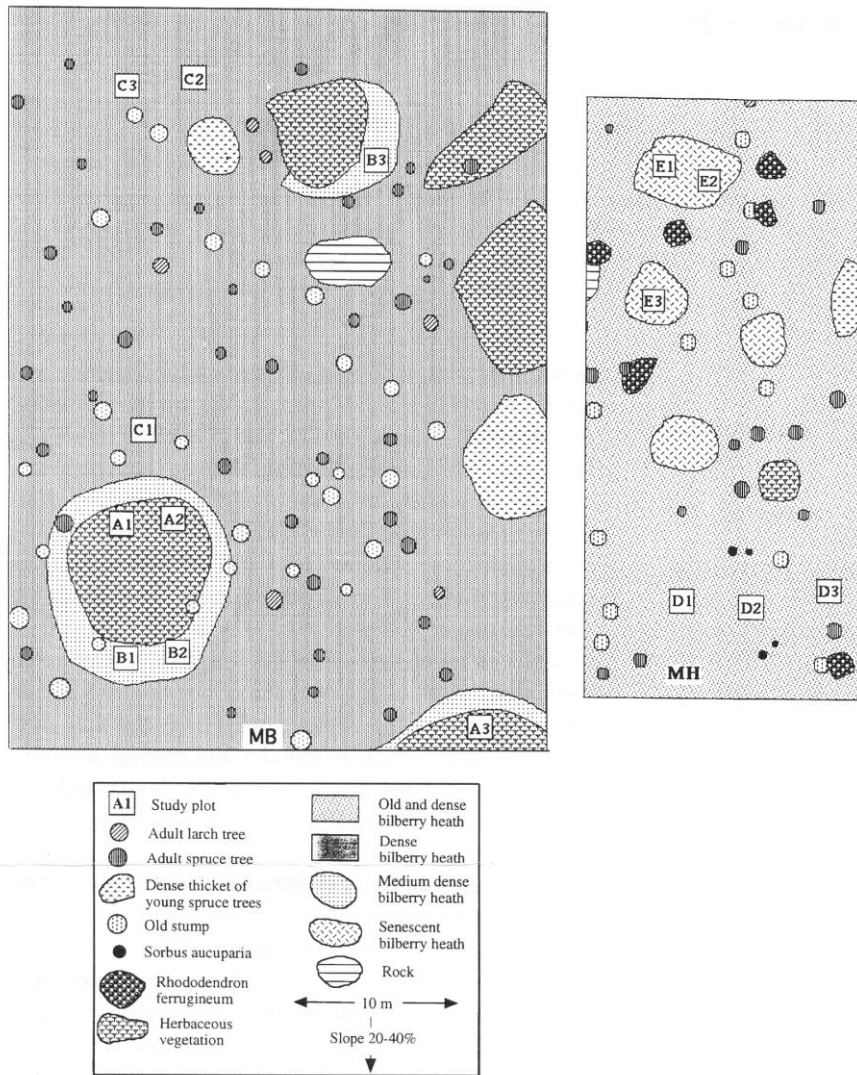 C3
C2
B3
C1
A1
A2
B1
B2
A3
MB
E1
E2
E3
D1
D2
D3
MH
A1 Study plot
Adult larch tree
Adult spruce tree
Dense thicket of
young spruce trees
Old stump
Sorbus aucuparia
Rhododendron
ferrugineum
Herbaceous
vegetation
Old and dense
bilberry heath
Dense
bilberry heath
Medium dense
bilberry heath
Senescent
bilberry heath
Rock
10 m
Slope 20-40%